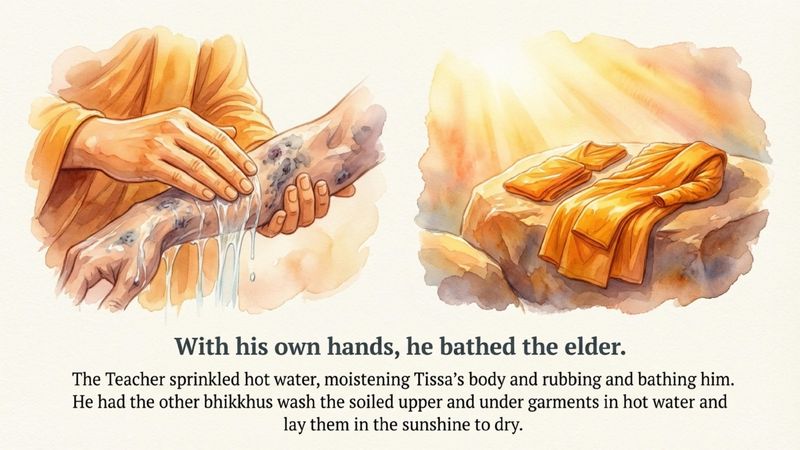 With his own hands, he bathed the elder.
The Teacher sprinkled hot water, moistening Tissa’s body and rubbing and bathing him.
He had the other bhikkhus wash the soiled upper and under garments in hot water and
lay them in the sunshine to dry.